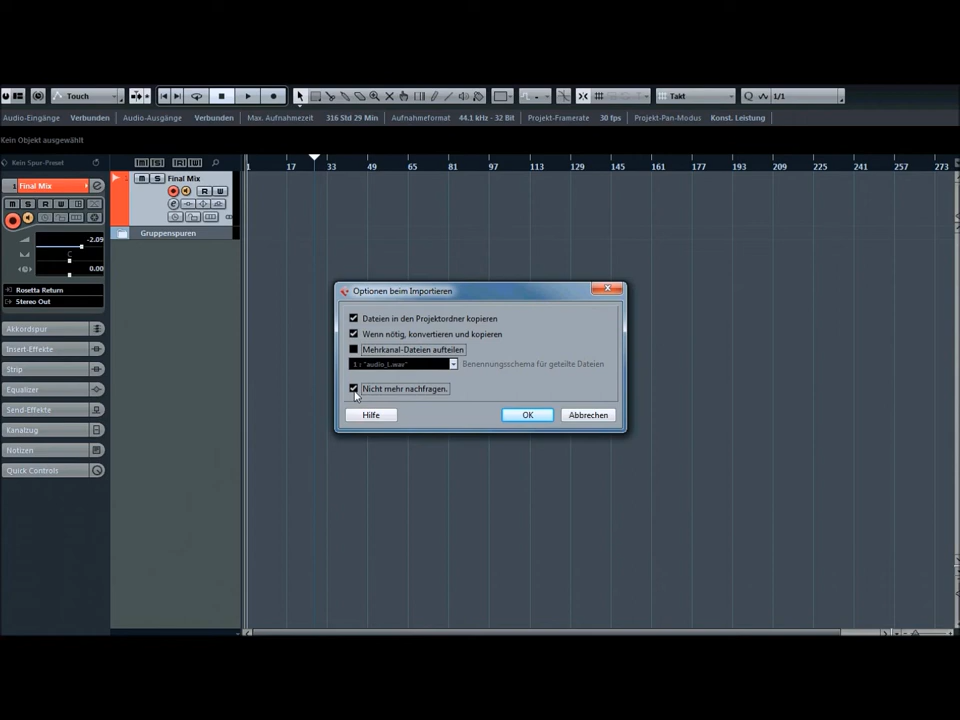 Touch
Takt
Q
1/1
Audio-Eingänge Verbunden Audio-Ausgänge Verbunden Max. Aufnahmezeit 316 Std 29 Min Aufnahmeformat 44.1 kHz - 32 Bit Projekt-Framerate 30 fps Projekt-Pan-Modus Konst. Leistung
Kein Objekt ausgewählt
Kein Spur-Preset
1 17 33 49 65 81 97 113 129 145 161 177 193 209 225 241 257 273
1 Final Mix
M S R W
-2.09
C
0.00
Rosetta Return
Stereo Out
Akkordspur
Insert-Effekte
Strip
Equalizer
Send-Effekte
Kanalzug
Notizen
Quick Controls
M S R W
M S Final Mix
R W
e
Gruppenspuren
Optionen beim Importieren
Dateien in den Projektordner kopieren
Wenn nötig, konvertieren und kopieren
Mehrkanal-Dateien aufteilen
1 : "audio_L.wav" Benennungsschema für geteilte Dateien
Nicht mehr nachfragen.
Hilfe OK Abbrechen